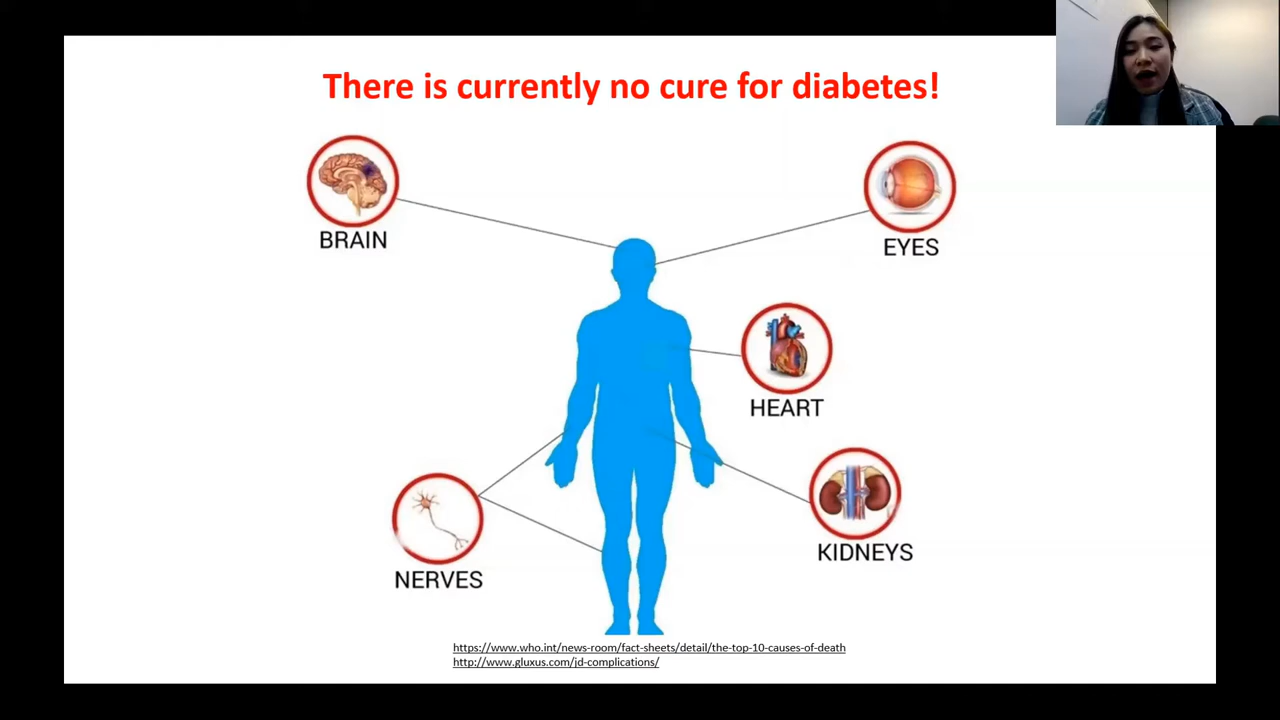 There is currently no cure for diabetes!
BRAIN
EYES
HEART
KIDNEYS
NERVES
https://www.who.int/news-room/fact-sheets/detail/the-top-10-causes-of-death
http://www.gluxus.com/jd-complications/